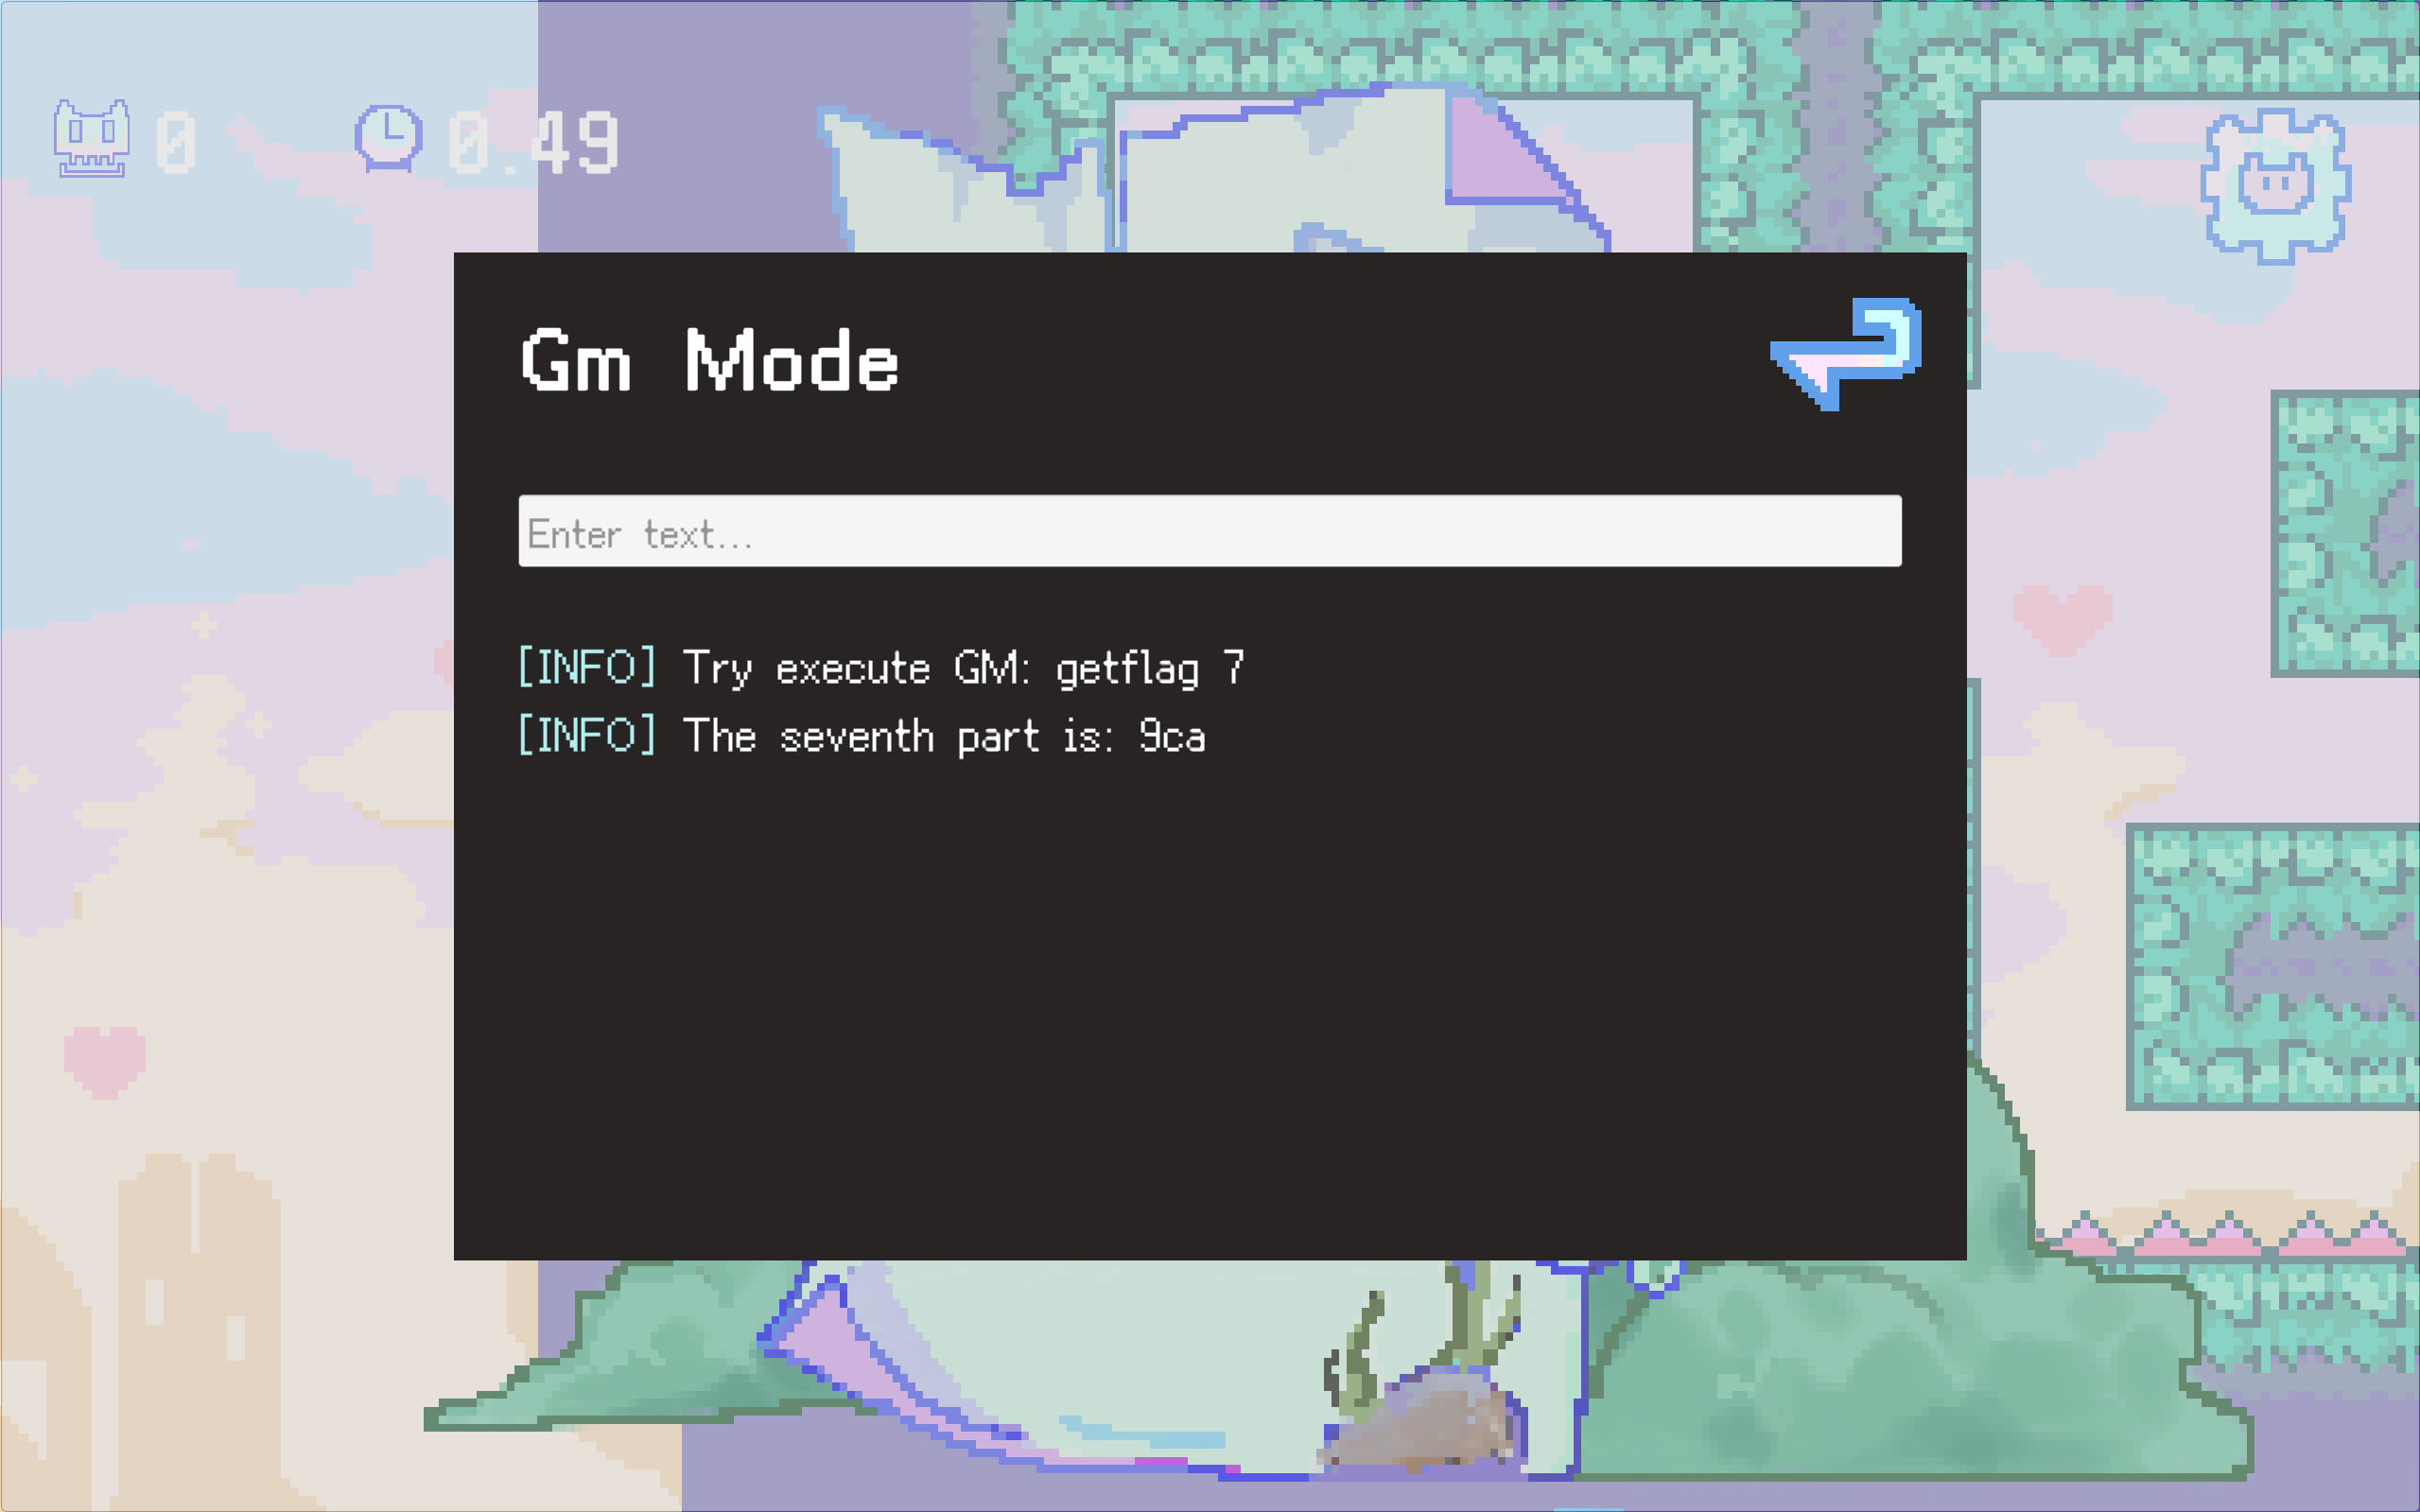 0 0.49
Gm Mode
Enter text...
[INFO] Try execute GM: getflag 7
[INFO] The seventh part is: 9ca